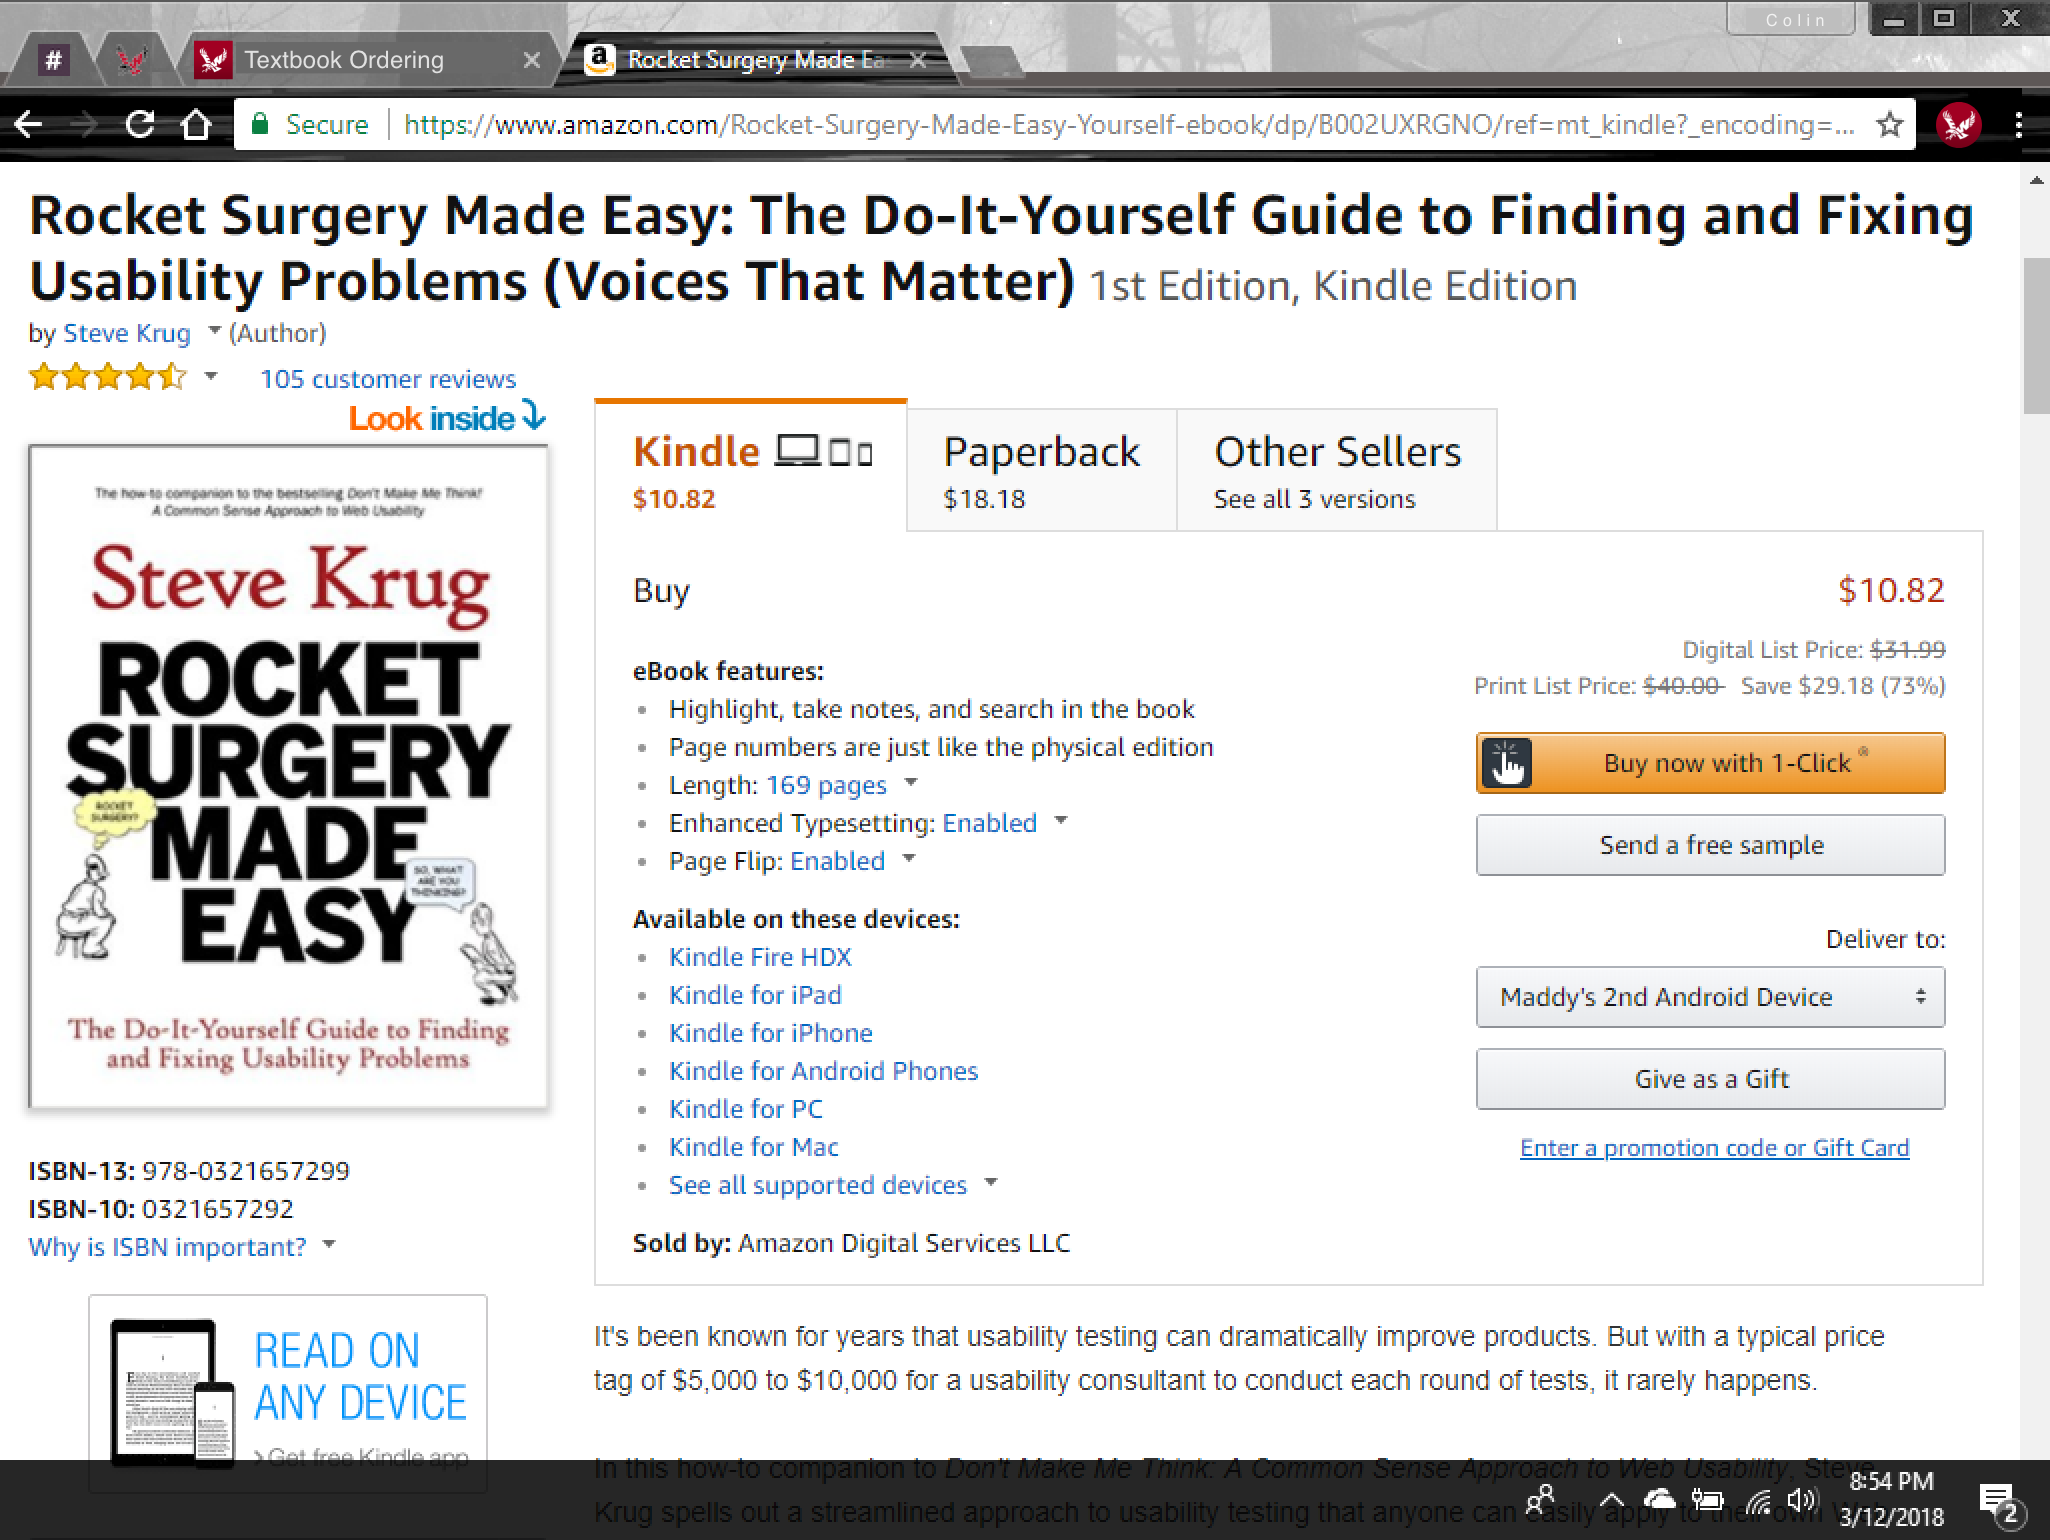 Colin
#
Textbook Ordering
Rocket Surgery Made Ea
Secure
https://www.amazon.com/Rocket-Surgery-Made-Easy-Yourself-ebook/dp/B002UXRGNO/ref=mt_kindle?_encoding=...
Rocket Surgery Made Easy: The Do-It-Yourself Guide to Finding and Fixing
Usability Problems (Voices That Matter) 1st Edition, Kindle Edition
by Steve Krug (Author)
105 customer reviews
Look inside
The how-to companion to the bestselling Don't Make Me Think!
A Common Sense Approach to Web Usability
Steve Krug
ROCKET
SURGERY
MADE
EASY
ROCKET
SURGERY?
SO, WHAT
ARE YOU
THINKING?
The Do-It-Yourself Guide to Finding
and Fixing Usability Problems
ISBN-13: 978-0321657299
ISBN-10: 0321657292
Why is ISBN important?
READ ON
ANY DEVICE
›Get free Kindle app
Kindle
$10.82
Paperback
$18.18
Other Sellers
See all 3 versions
Buy
$10.82
Digital List Price: $31.99
Print List Price: $40.00 Save $29.18 (73%)
eBook features:
• Highlight, take notes, and search in the book
• Page numbers are just like the physical edition
• Length: 169 pages
• Enhanced Typesetting: Enabled
• Page Flip: Enabled
Available on these devices:
• Kindle Fire HDX
• Kindle for iPad
• Kindle for iPhone
• Kindle for Android Phones
• Kindle for PC
• Kindle for Mac
• See all supported devices
Sold by: Amazon Digital Services LLC
Buy now with 1-Click®
Send a free sample
Deliver to:
Maddy's 2nd Android Device
Give as a Gift
Enter a promotion code or Gift Card
It's been known for years that usability testing can dramatically improve products. But with a typical price
tag of $5,000 to $10,000 for a usability consultant to conduct each round of tests, it rarely happens.
In this how-to companion to Don't Make Me Think: A Common Sense Approach to Web Usability, Steve
Krug spells out a streamlined approach to usability testing that anyone can easily apply to their own
8:54 PM
3/12/2018
2